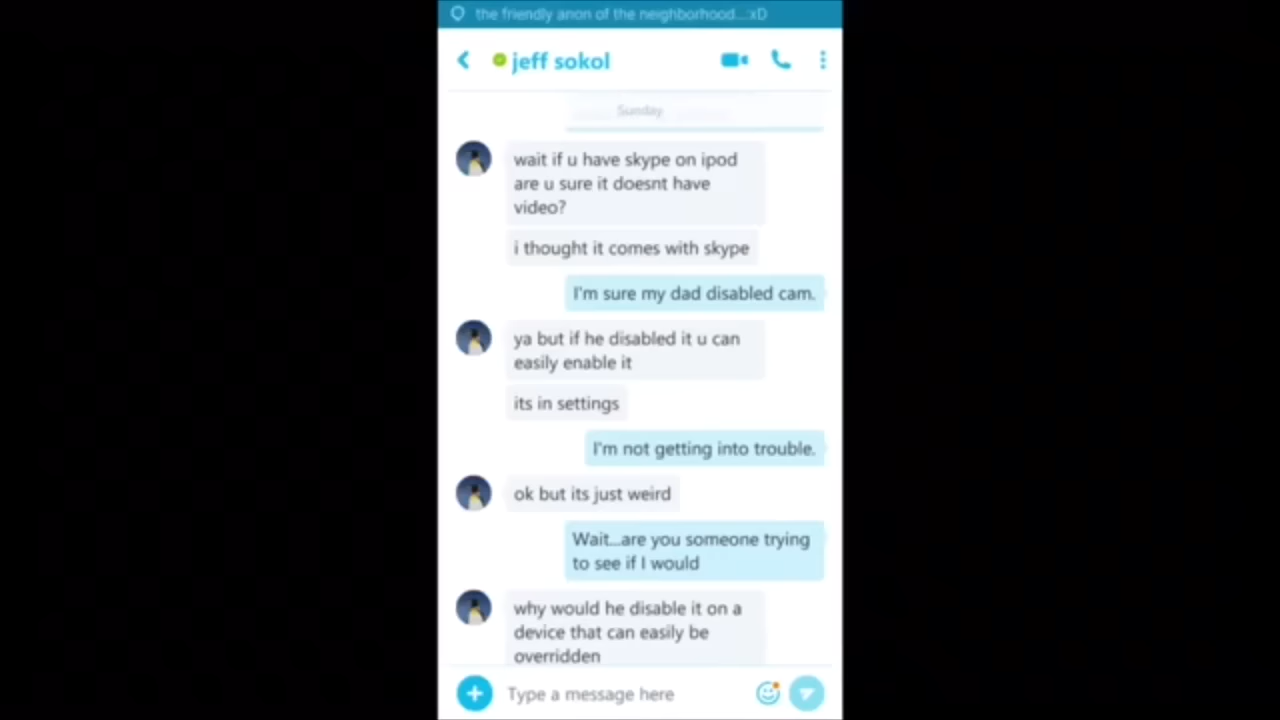 the friendly anon of the neighborhood...:xD
jeff sokol
Sunday
wait if u have skype on ipod
are u sure it doesnt have
video?
i thought it comes with skype
I'm sure my dad disabled cam.
ya but if he disabled it u can
easily enable it
its in settings
I'm not getting into trouble.
ok but its just weird
Wait...are you someone trying
to see if I would
why would he disable it on a
device that can easily be
overridden
Type a message here